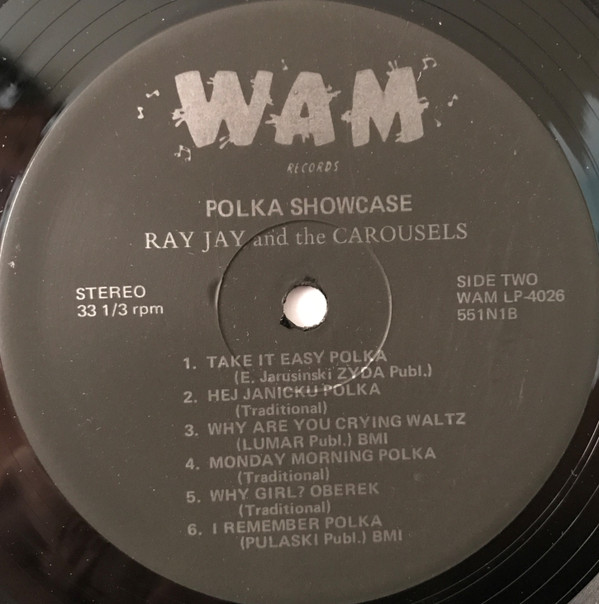 WAM
RECORDS
POLKA SHOWCASE
RAY JAY and the CAROUSELS
STEREO
33 1/3 rpm
SIDE TWO
WAM LP-4026
551N1B
1. TAKE IT EASY POLKA
(E. Jarusinski ZYDA Publ.)
2. HEJ JANICKU POLKA
(Traditional)
3. WHY ARE YOU CRYING WALTZ
(LUMAR Publ.) BMI
4. MONDAY MORNING POLKA
(Traditional)
5. WHY GIRL? OBEREK
(Traditional)
6. I REMEMBER POLKA
(PULASKI Publ.) BMI